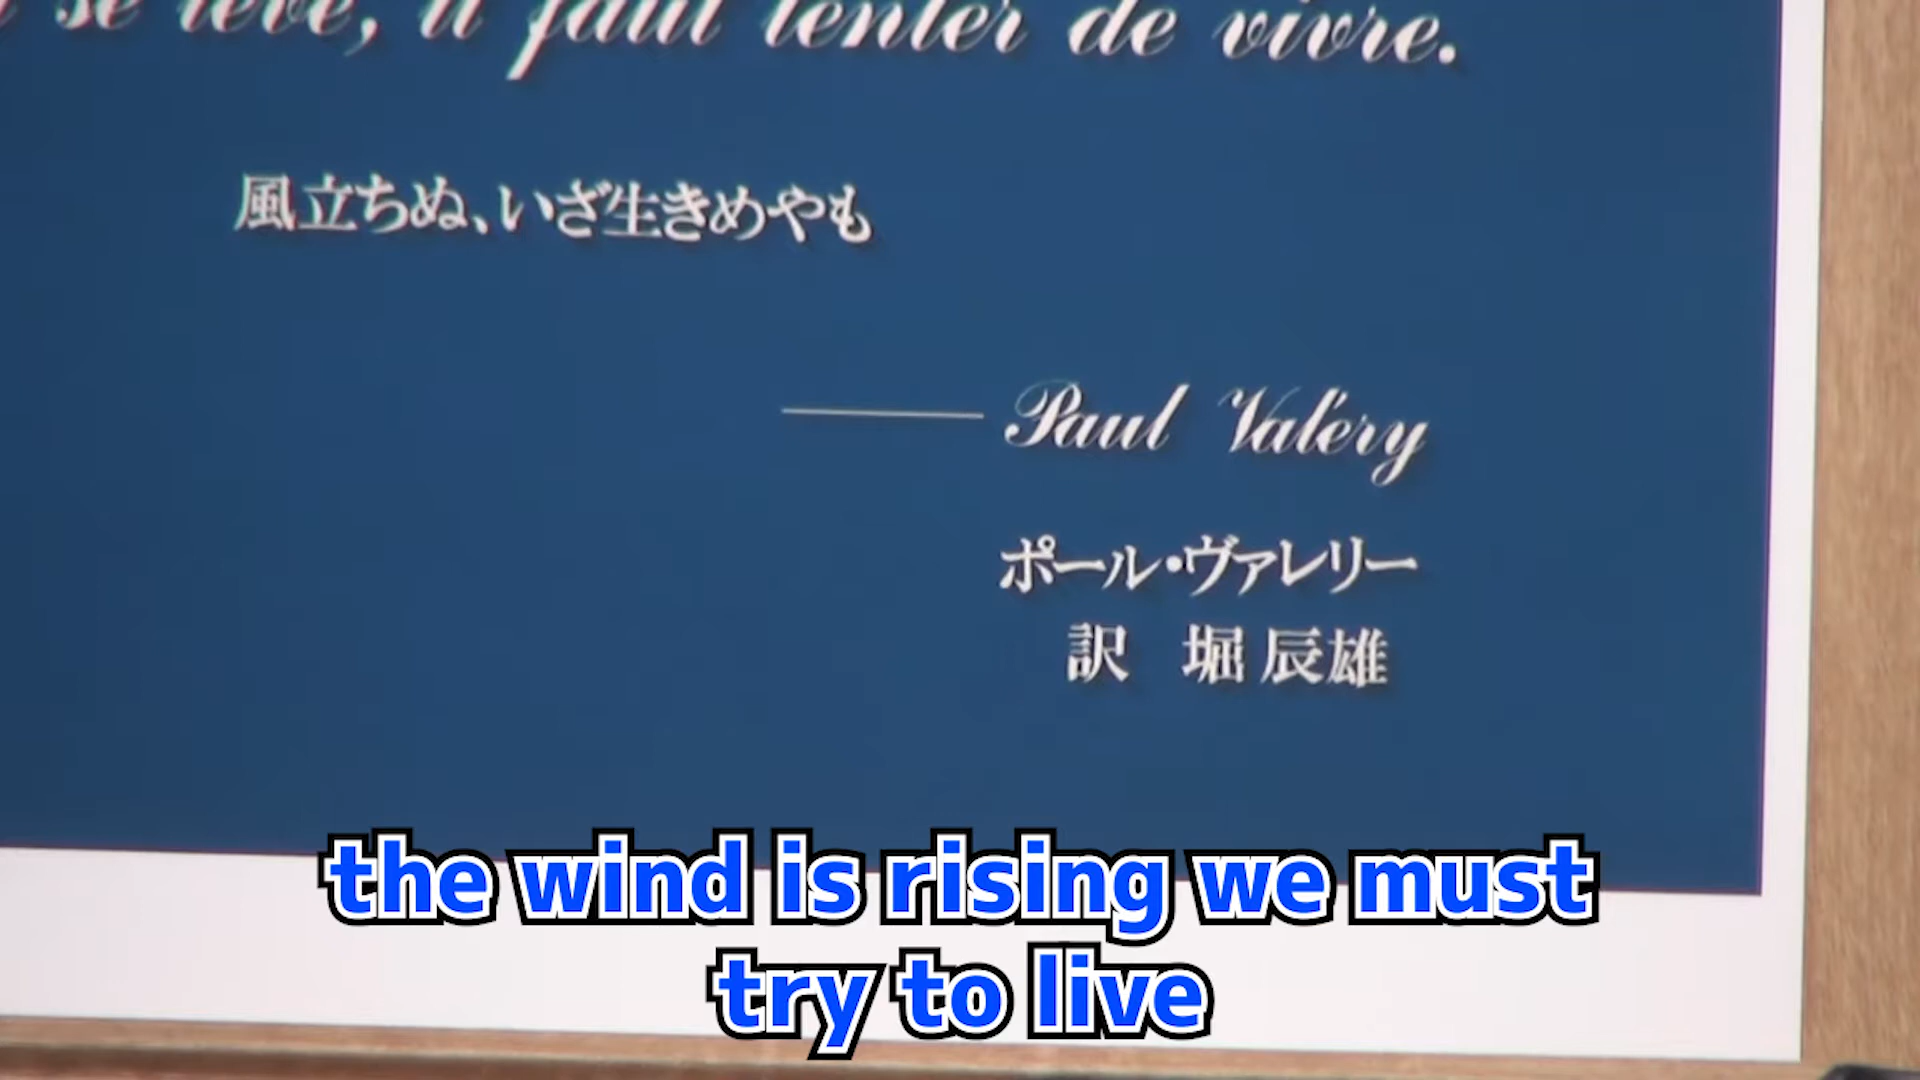 se lève, il faut tenter de vivre.
風立ちぬ、いざ生きめやも
Paul Valéry
ポール・ヴァレリー
訳 堀 辰雄
the wind is rising we must
try to live